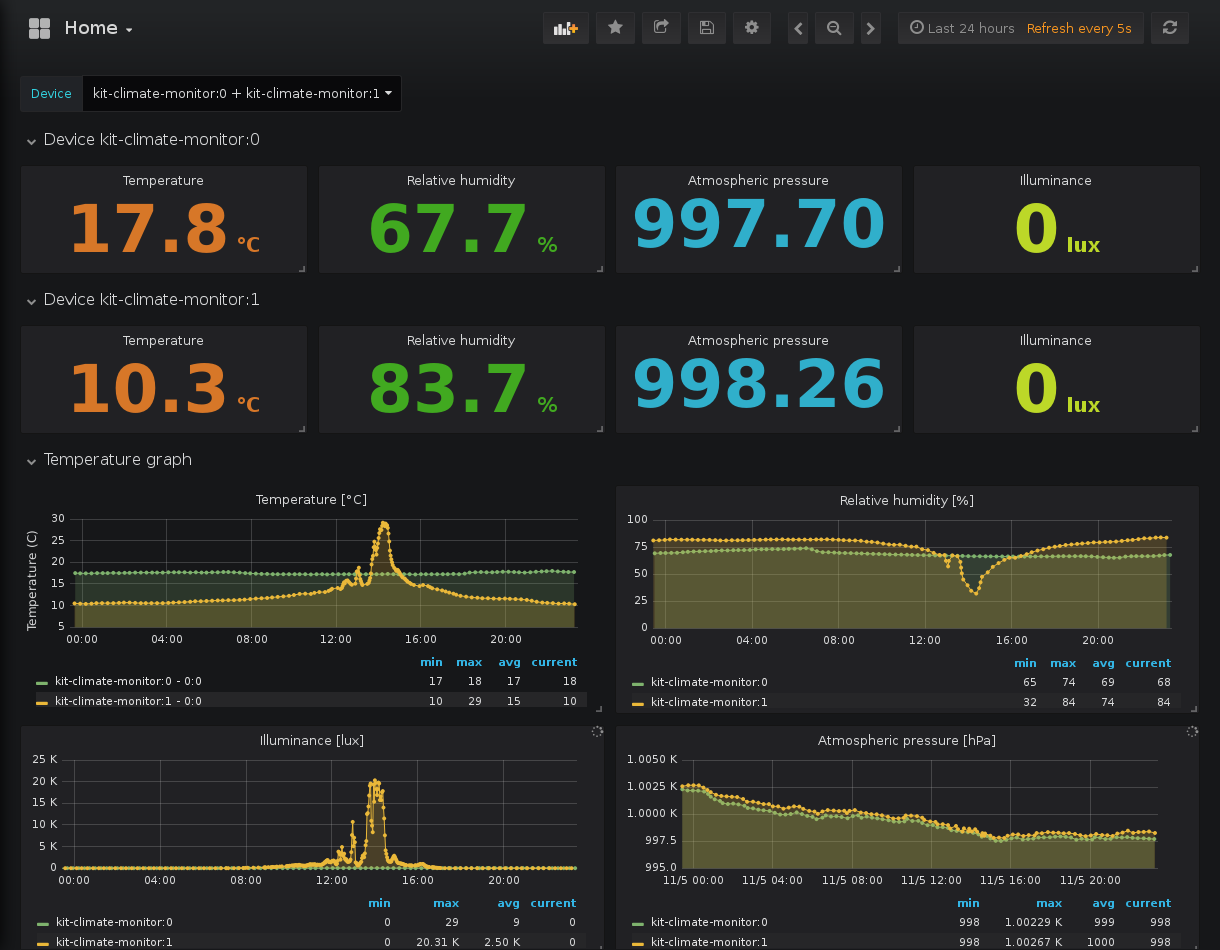 Home
Last 24 hours Refresh every 5s
Device kit-climate-monitor:0 + kit-climate-monitor:1
Device kit-climate-monitor:0
Temperature Relative humidity Atmospheric pressure Illuminance
17.8 °C 67.7 % 997.70 0 lux
Device kit-climate-monitor:1
Temperature Relative humidity Atmospheric pressure Illuminance
10.3 °C 83.7 % 998.26 0 lux
Temperature graph
Temperature [°C]
Temperature (C)
30
25
20
15
10
5
00:00 04:00 08:00 12:00 16:00 20:00
min max avg current
kit-climate-monitor:0 - 0:0 17 18 17 18
kit-climate-monitor:1 - 0:0 10 29 15 10
Relative humidity [%]
100
75
50
25
0
00:00 04:00 08:00 12:00 16:00 20:00
min max avg current
kit-climate-monitor:0 65 74 69 68
kit-climate-monitor:1 32 84 74 84
Illuminance [lux]
25 K
20 K
15 K
10 K
5 K
0
00:00 04:00 08:00 12:00 16:00 20:00
min max avg current
kit-climate-monitor:0 0 29 9 0
kit-climate-monitor:1 0 20.31 K 2.50 K 0
Atmospheric pressure [hPa]
1.0050 K
1.0025 K
1.0000 K
997.5
995.0
11/5 00:00 11/5 04:00 11/5 08:00 11/5 12:00 11/5 16:00 11/5 20:00
min max avg current
kit-climate-monitor:0 998 1.00229 K 999 998
kit-climate-monitor:1 998 1.00267 K 1000 998